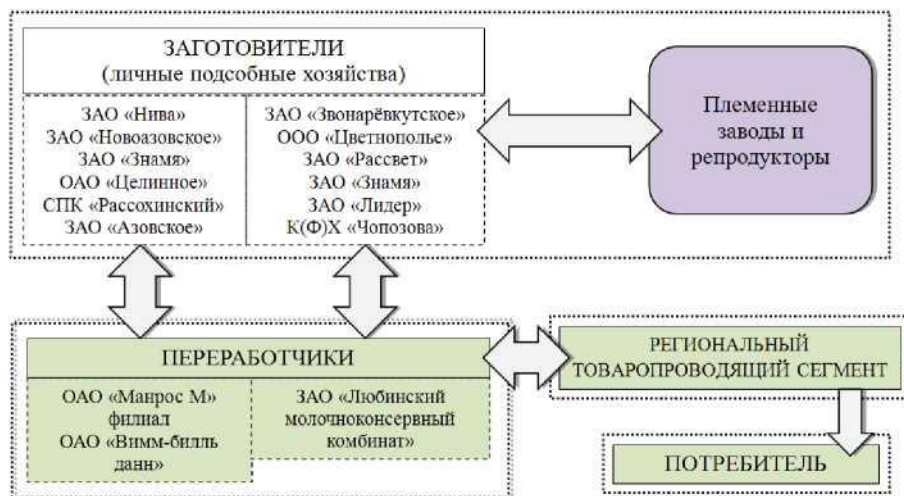 ЗАГОТОВИТЕЛИ
(личные подсобные хозяйства)
ЗАО «Нива»
ЗАО «Новоазовское»
ЗАО «Знамя»
ОАО «Целинное»
СПК «Рассохинский»
ЗАО «Азовское»
ЗАО «Звонарёвкутское»
ООО «Цветнополье»
ЗАО «Рассвет»
ЗАО «Знамя»
ЗАО «Лидер»
К(Ф)Х «Чопозова»
Племенные
заводы и
репродукторы
ПЕРЕРАБОТЧИКИ
ОАО «Манрос М»
филиал
ОАО «Вимм-билль
данн»
ЗАО «Любинский
молочноконсервный
комбинат»
РЕГИОНАЛЬНЫЙ
ТОВАРОПРОВОДЯЩИЙ СЕГМЕНТ
ПОТРЕБИТЕЛЬ